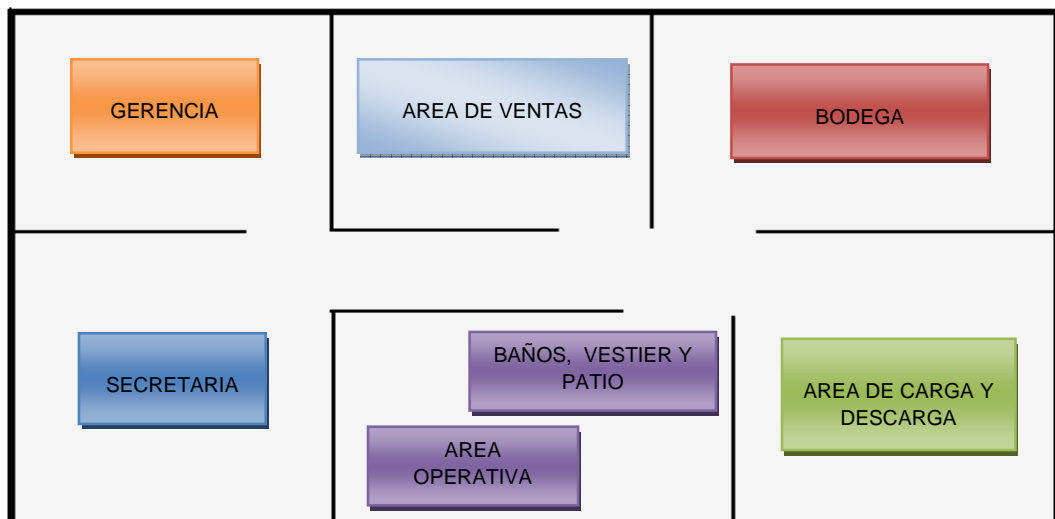 GERENCIA
AREA DE VENTAS
BODEGA
SECRETARIA
BAÑOS, VESTIER Y
PATIO
AREA
OPERATIVA
AREA DE CARGA Y
DESCARGA